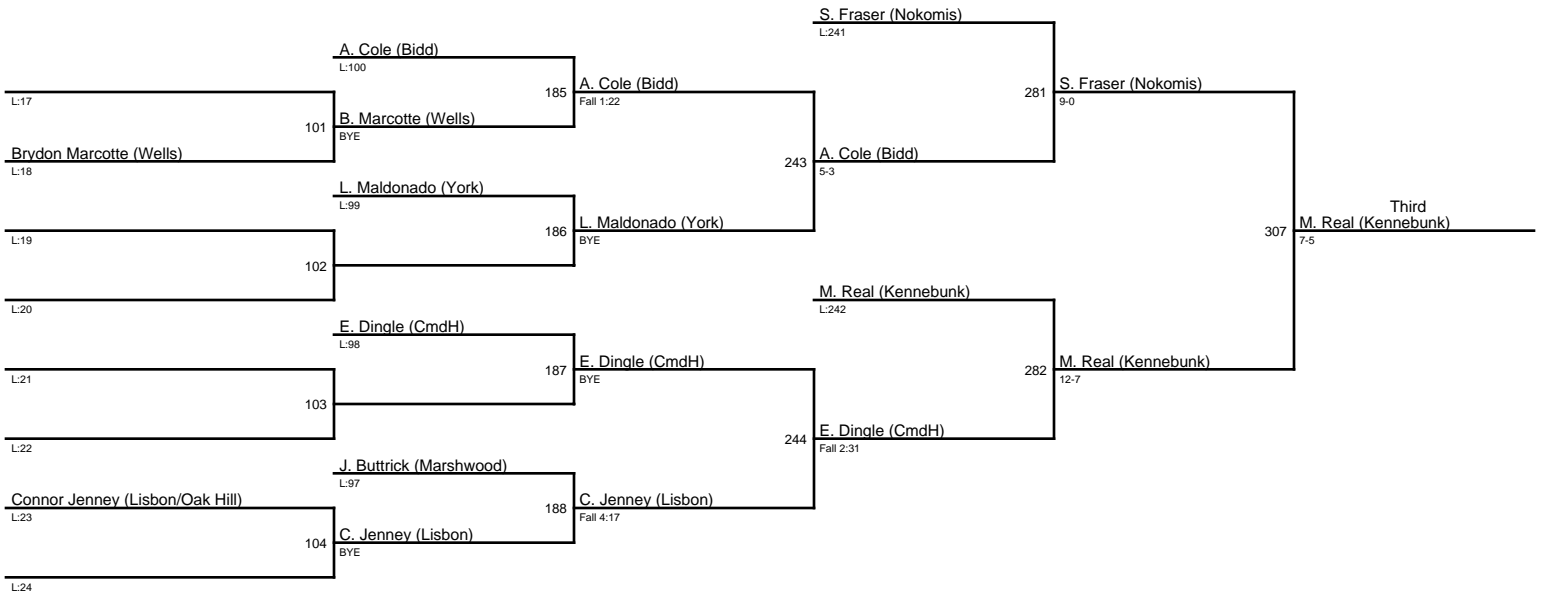 S. Fraser (Nokomis)
L:241
A. Cole (Bidd)
L:100
185
A. Cole (Bidd)
Fall 1:22
281
S. Fraser (Nokomis)
9-0
L:17
101
B. Marcotte (Wells)
BYE
Brydon Marcotte (Wells)
L:18
243
A. Cole (Bidd)
5-3
L. Maldonado (York)
L:99
L:19
186
L. Maldonado (York)
BYE
Third
307
M. Real (Kennebunk)
7-5
102
L:20
M. Real (Kennebunk)
L:242
E. Dingle (CmdH)
L:98
L:21
187
E. Dingle (CmdH)
BYE
282
M. Real (Kennebunk)
12-7
103
L:22
244
E. Dingle (CmdH)
Fall 2:31
J. Buttrick (Marshwood)
L:97
Connor Jenney (Lisbon/Oak Hill)
L:23
188
C. Jenney (Lisbon)
Fall 4:17
104
C. Jenney (Lisbon)
BYE
L:24